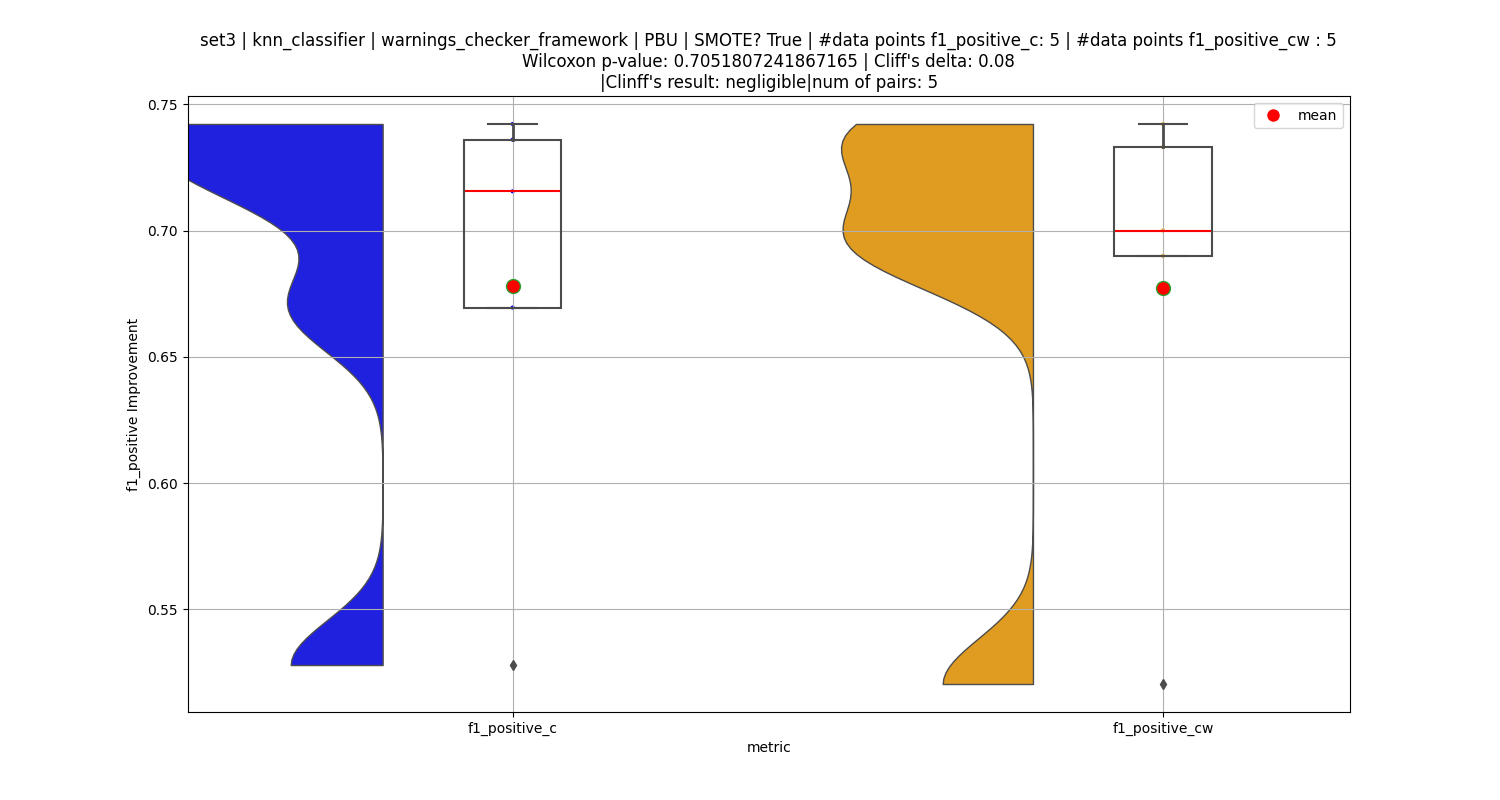 set3 | knn_classifier | warnings_checker_framework | PBU | SMOTE? True | #data points f1_positive_c: 5 | #data points f1_positive_cw : 5
Wilcoxon p-value: 0.7051807241867165 | Cliff's delta: 0.08
|Clinff's result: negligible|num of pairs: 5
mean
0.75
0.70
0.65
0.60
0.55
f1_positive Improvement
f1_positive_c
f1_positive_cw
metric